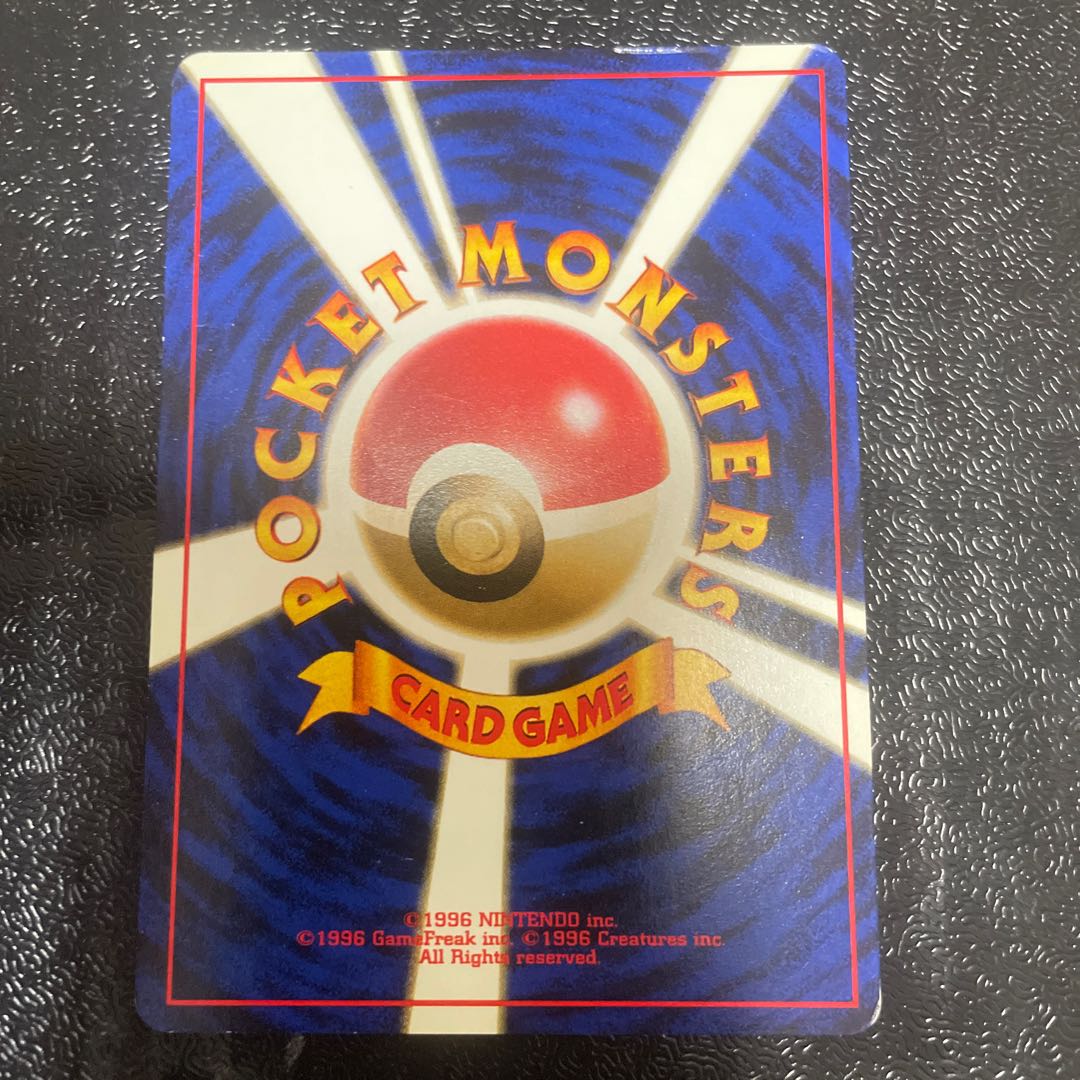 POCKET MONSTERS
CARD GAME
©1996 NINTENDO inc.
©1996 GameFreak inc. ©1996 Creatures inc.
All Rights reserved.